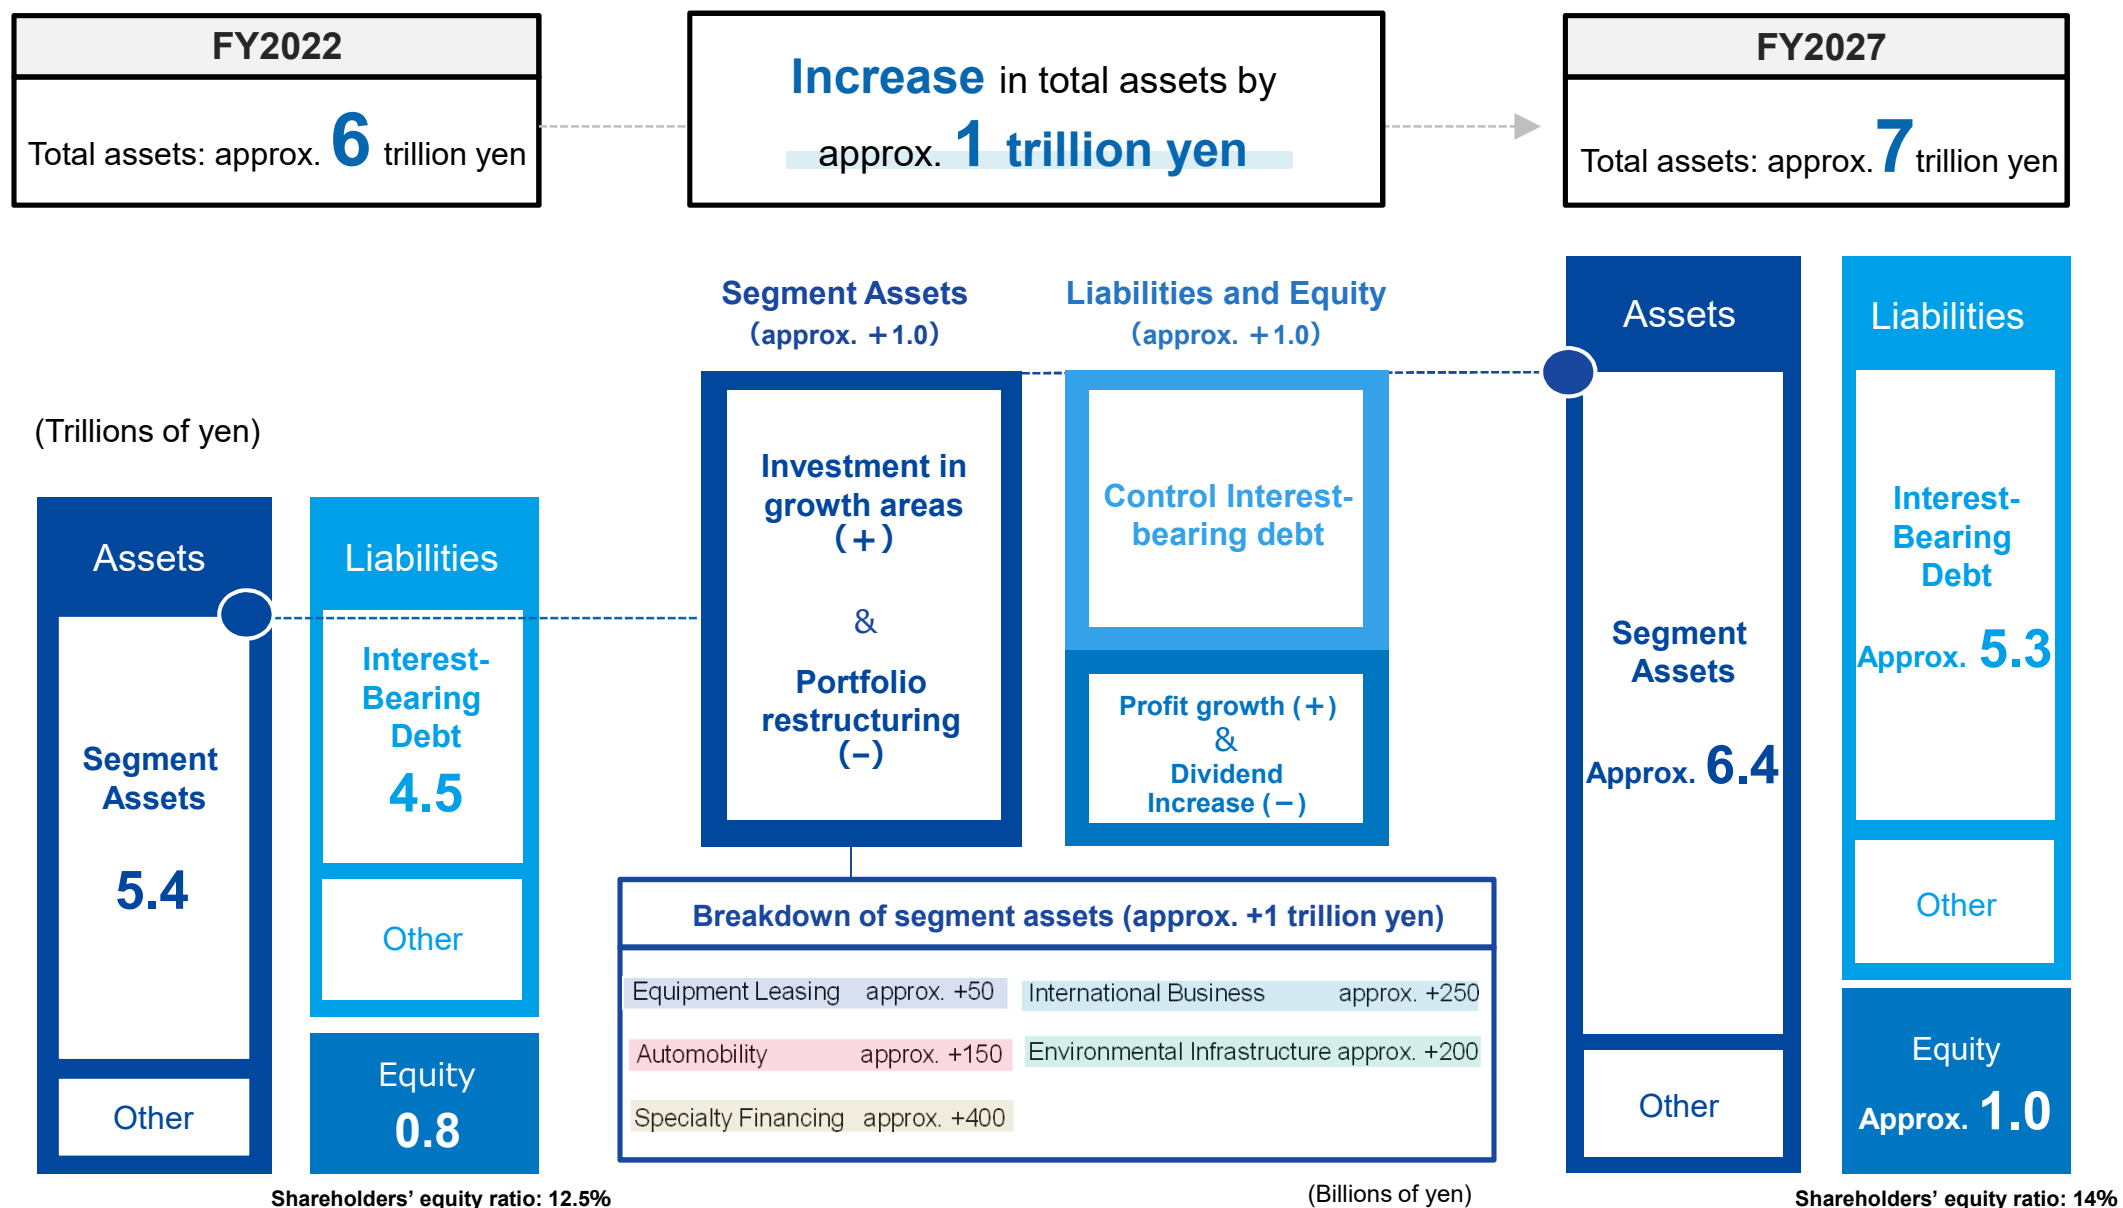 FY2022
Total assets: approx. 6 trillion yen
Increase in total assets by
approx. 1 trillion yen
FY2027
Total assets: approx. 7 trillion yen
(Trillions of yen)
Assets
Segment
Assets
5.4
Other
Liabilities
Interest-
Bearing
Debt
4.5
Other
Equity
0.8
Shareholders’ equity ratio: 12.5%
Segment Assets
(approx. +1.0)
Investment in
growth areas
(+)
&
Portfolio
restructuring
(−)
Liabilities and Equity
(approx. +1.0)
Control Interest-
bearing debt
Profit growth (+)
&
Dividend
Increase (−)
Breakdown of segment assets (approx. +1 trillion yen)
Equipment Leasing approx. +50
International Business approx. +250
Automobility approx. +150
Environmental Infrastructure approx. +200
Specialty Financing approx. +400
(Billions of yen)
Assets
Segment
Assets
Approx. 6.4
Other
Liabilities
Interest-
Bearing
Debt
Approx. 5.3
Other
Equity
Approx. 1.0
Shareholders’ equity ratio: 14%